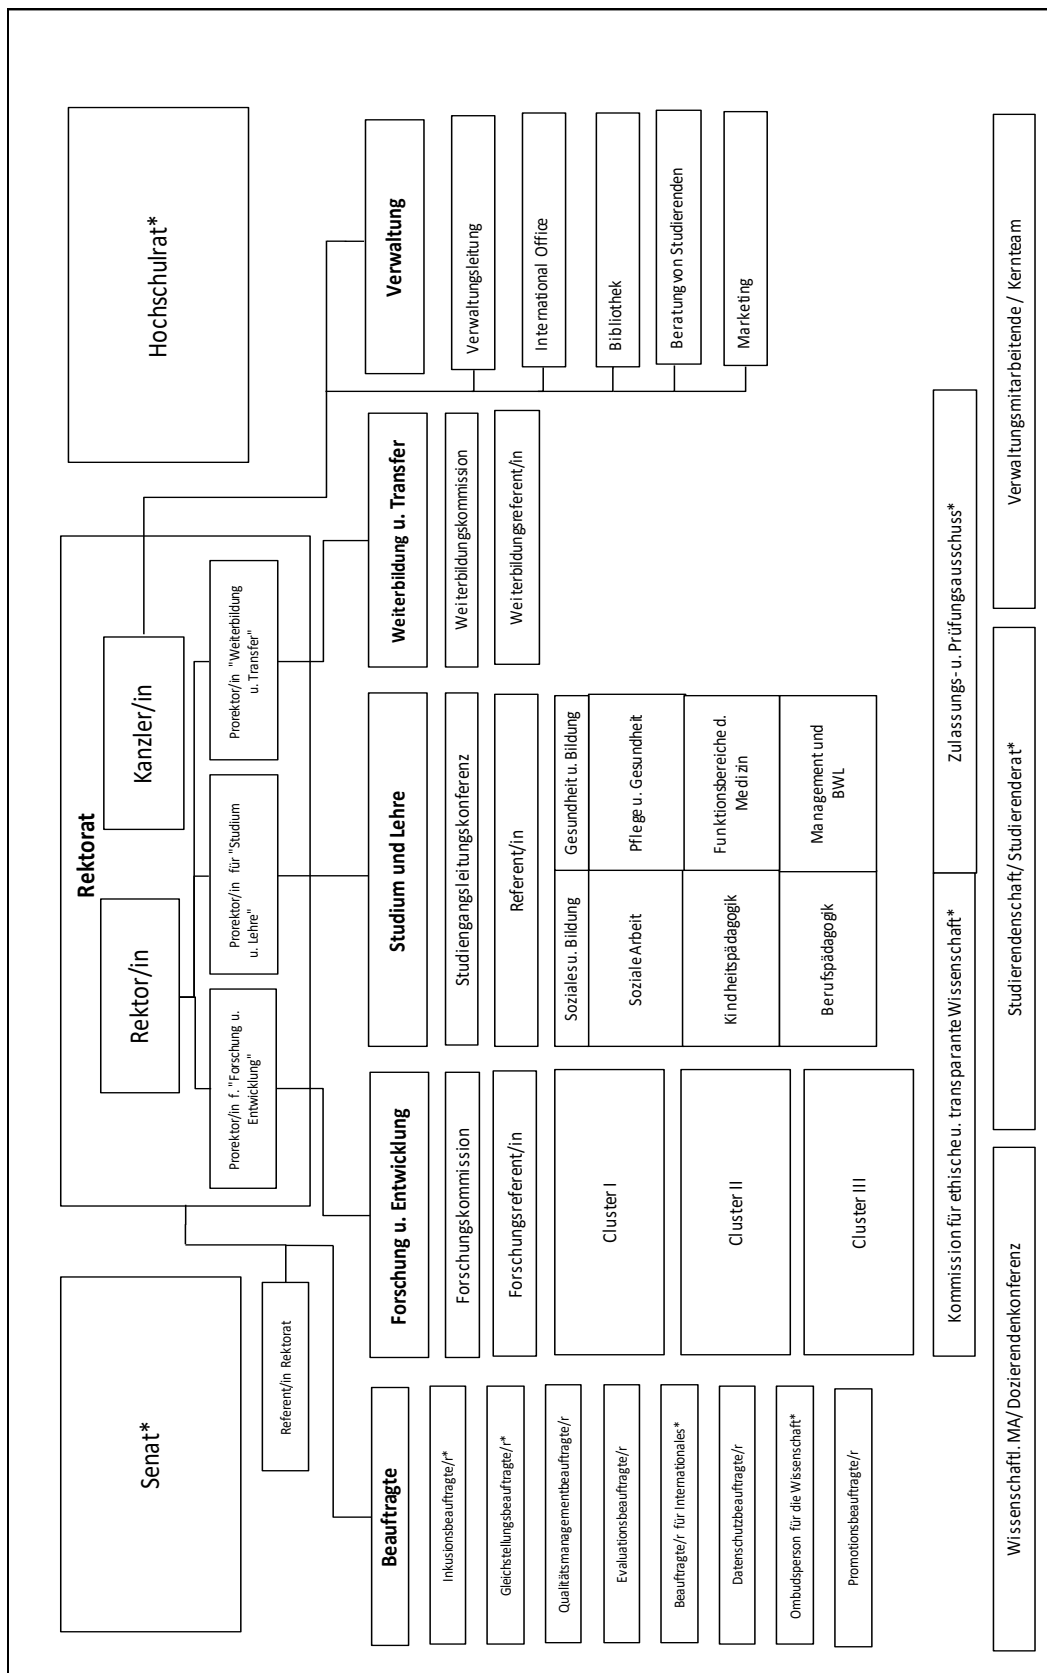 Senat*
Rektorat
Hochschulrat*
Rektor/in
Kanzler/in
Prorektor/in f. "Forschung u.
Entwicklung"
Prorektor/in für "Studium
u. Lehre"
Prorektor/in "Weiterbildung
u. Transfer"
Referent/in Rektorat
Beauftragte
Inkusionsbeauftragte/r*
Gleichstellungsbeauftragte/r*
Qualitätsmanagementbeauftragte/r
Evaluationsbeauftragte/r
Beauftragte/r für Internationales*
Datenschutzbeauftragte/r
Ombudsperson für die Wissenschaft*
Promotionsbeauftragte/r
Forschung u. Entwicklung
Forschungskommission
Forschungsreferent/in
Cluster I
Cluster II
Cluster III
Studium und Lehre
Studiengangsleitungskonferenz
Referent/in
Soziales u. Bildung
Gesundheit u. Bildung
Soziale Arbeit
Pflege u. Gesundheit
Kindheitspädagogik
Funktionsbereiche d.
Medizin
Berufspädagogik
Management und
BWL
Weiterbildung u. Transfer
Weiterbildungskommission
Weiterbildungsreferent/in
Verwaltung
Verwaltungsleitung
International Office
Bibliothek
Beratung von Studierenden
Marketing
Kommission für ethische u. transparante Wissenschaft*
Zulassungs- u. Prüfungsausschuss*
Wissenschaftl. MA/ Dozierendenkonferenz
Studierendenschaft/ Studierendenrat*
Verwaltungsmitarbeitende / Kernteam